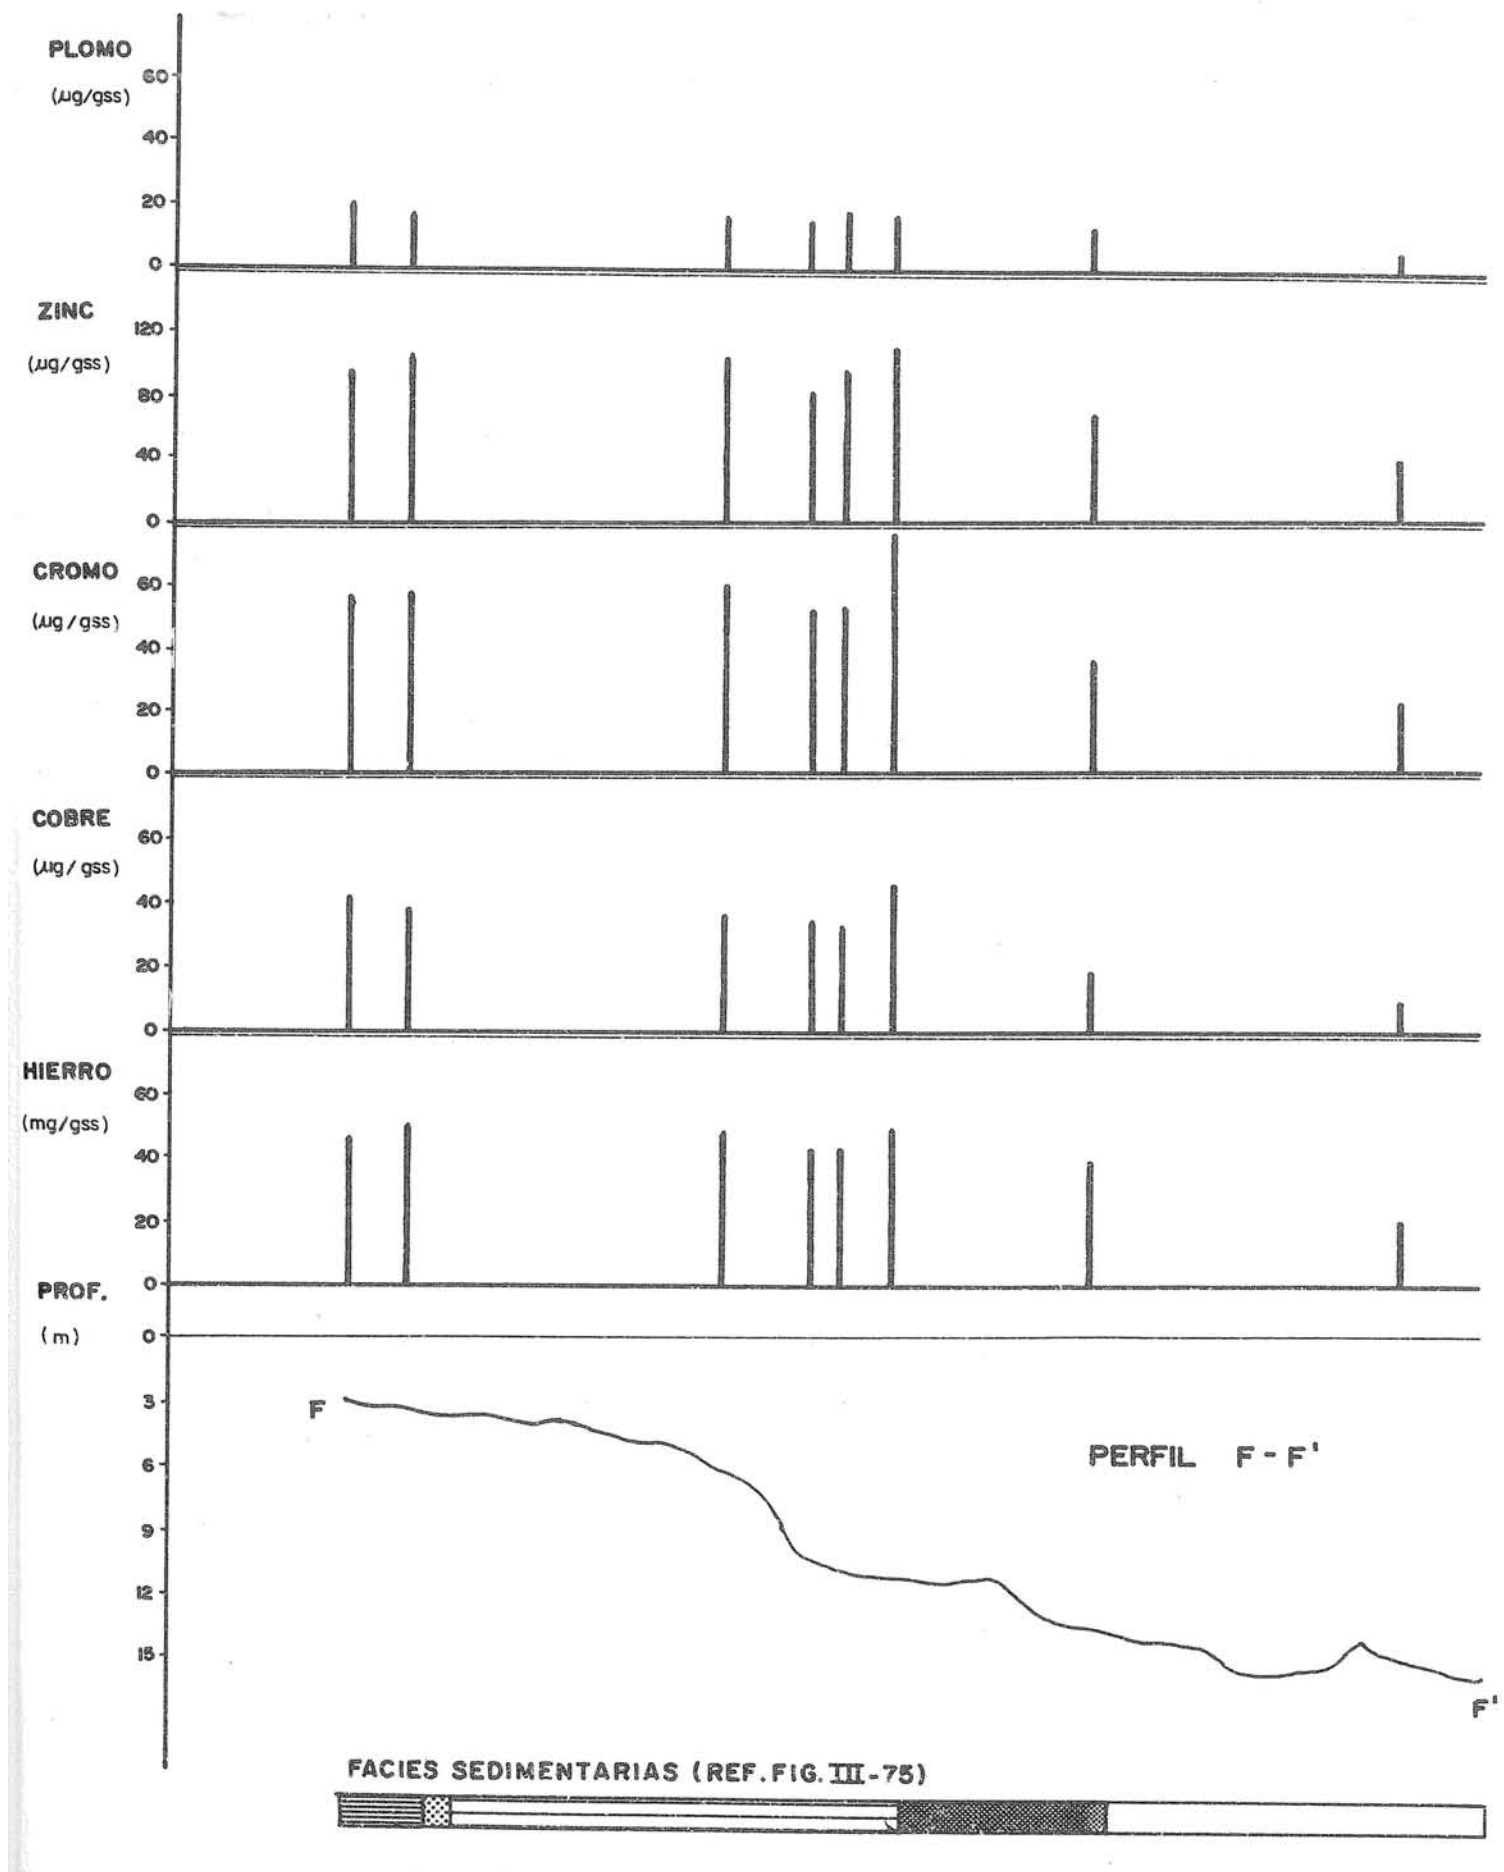 PLOMO
(µg/gss)
60
40
20
0
ZINC
(µg/gss)
120
80
40
0
CROMO
(µg/gss)
60
40
20
0
COBRE
(µg/gss)
60
40
20
0
HIERRO
(mg/gss)
60
40
20
0
PROF.
(m)
0
3
6
9
12
15
F
PERFIL F-F'
F'
FACIES SEDIMENTARIAS (REF.FIG.III-75)